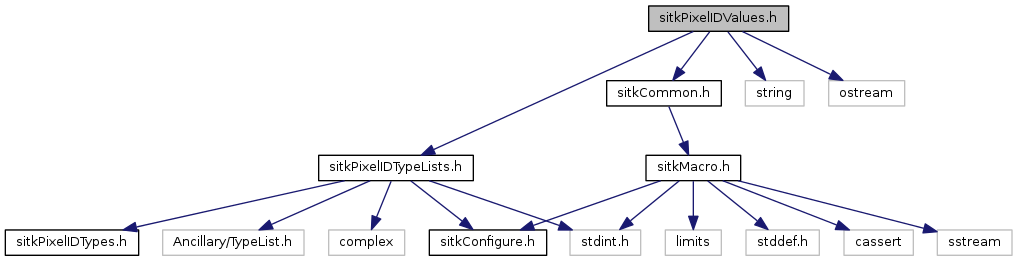 sitkPixelIDValues.h
sitkCommon.h
string
ostream
sitkPixelIDTypeLists.h
sitkMacro.h
sitkPixelIDTypes.h
Ancillary/TypeList.h
complex
sitkConfigure.h
stdint.h
limits
stddef.h
cassert
sstream